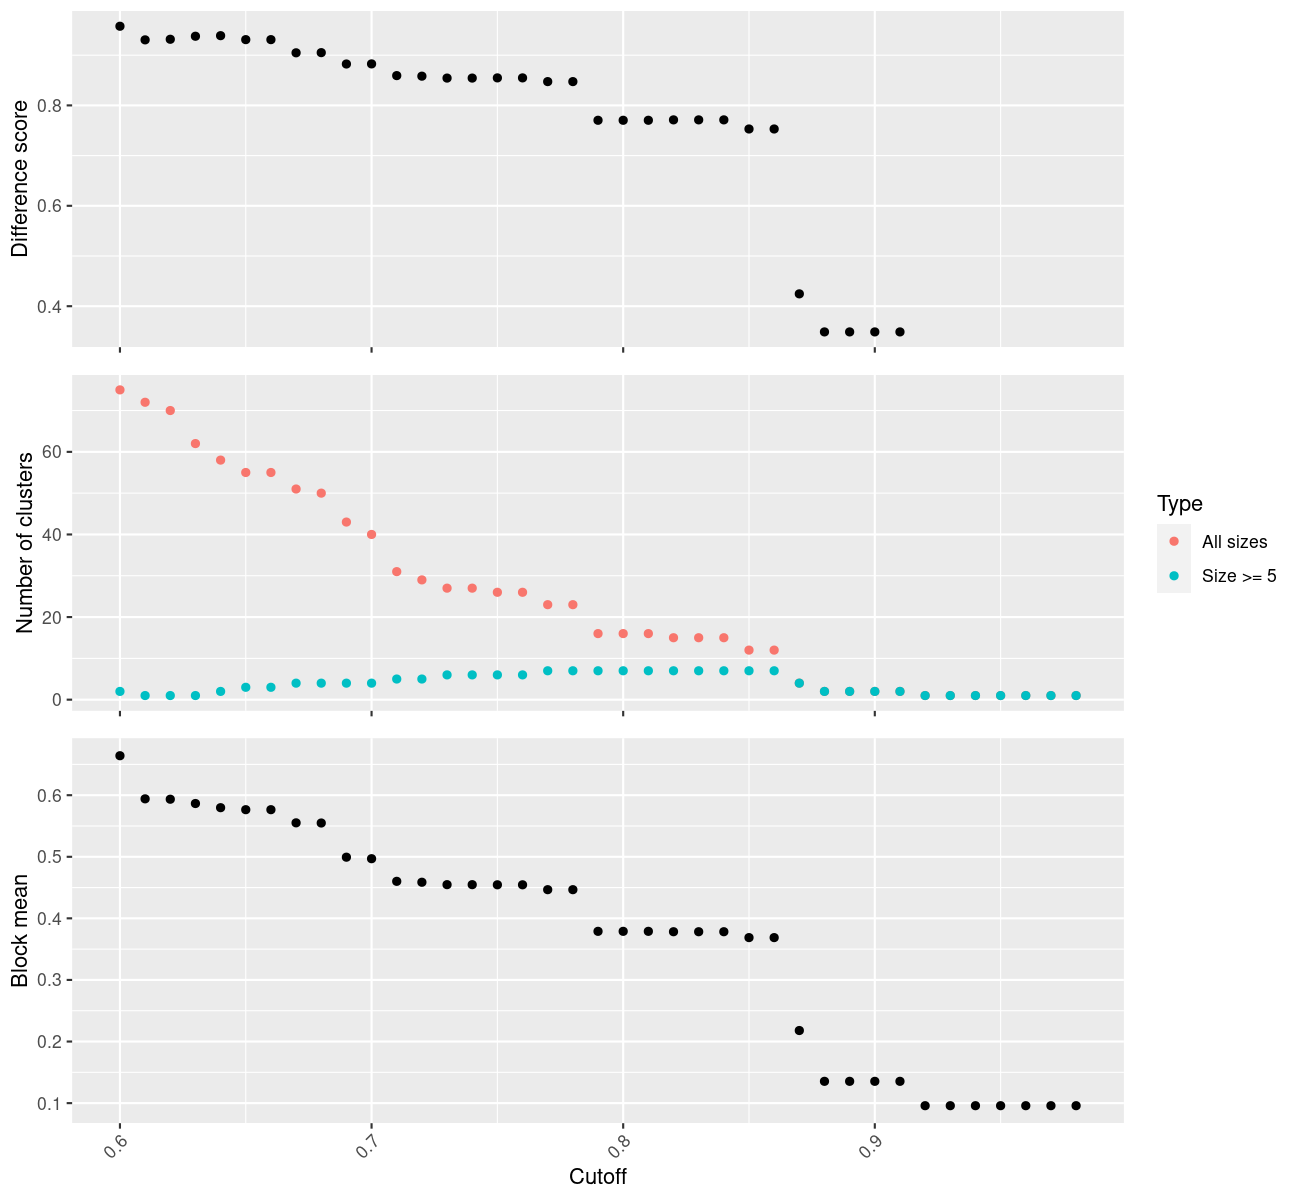 Difference score
0.8
0.6
0.4
Number of clusters
60
40
20
0
Type
All sizes
Size >= 5
Block mean
0.6
0.5
0.4
0.3
0.2
0.1
0.6 0.7 0.8 0.9
Cutoff